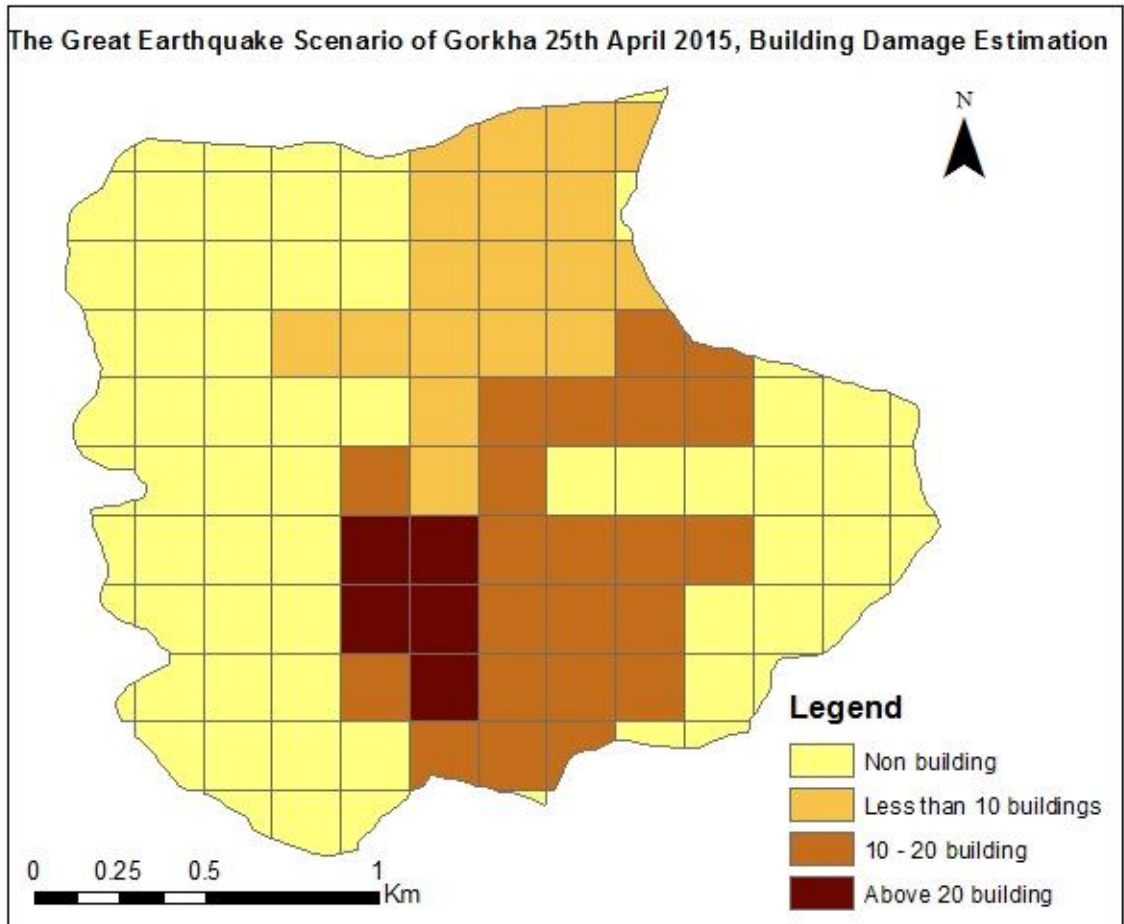 The Great Earthquake Scenario of Gorkha 25th April 2015, Building Damage Estimation
N
Legend
Non building
Less than 10 buildings
10 - 20 building
Above 20 building
0 0.25 0.5 1
Km